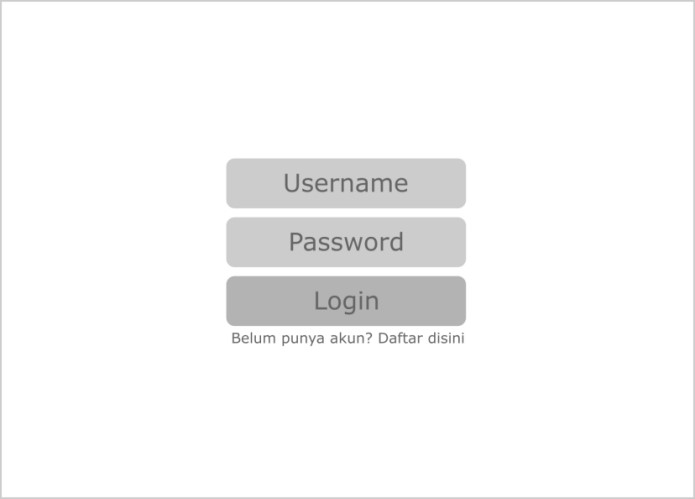 Username
Password
Login
Belum punya akun? Daftar disini